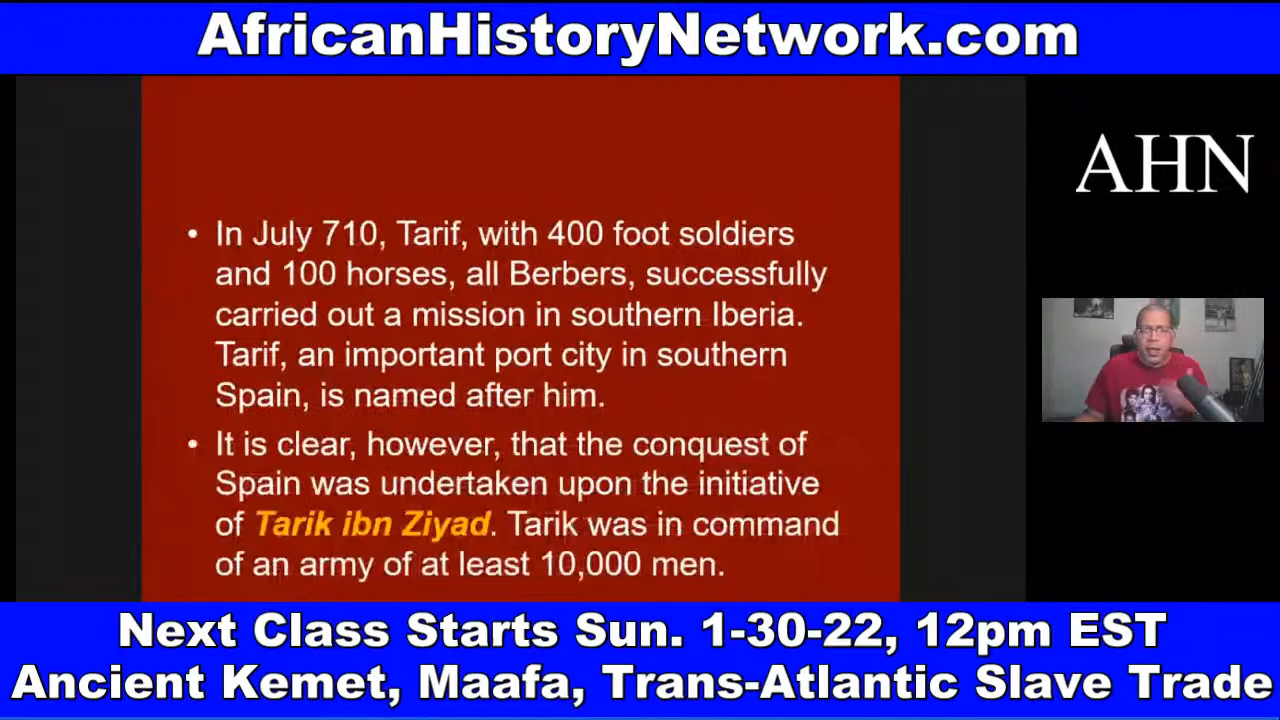 AfricanHistoryNetwork.com
AHN
• In July 710, Tarif, with 400 foot soldiers
and 100 horses, all Berbers, successfully
carried out a mission in southern Iberia.
Tarif, an important port city in southern
Spain, is named after him.
• It is clear, however, that the conquest of
Spain was undertaken upon the initiative
of Tarik ibn Ziyad. Tarik was in command
of an army of at least 10,000 men.
Next Class Starts Sun. 1-30-22, 12pm EST
Ancient Kemet, Maafa, Trans-Atlantic Slave Trade